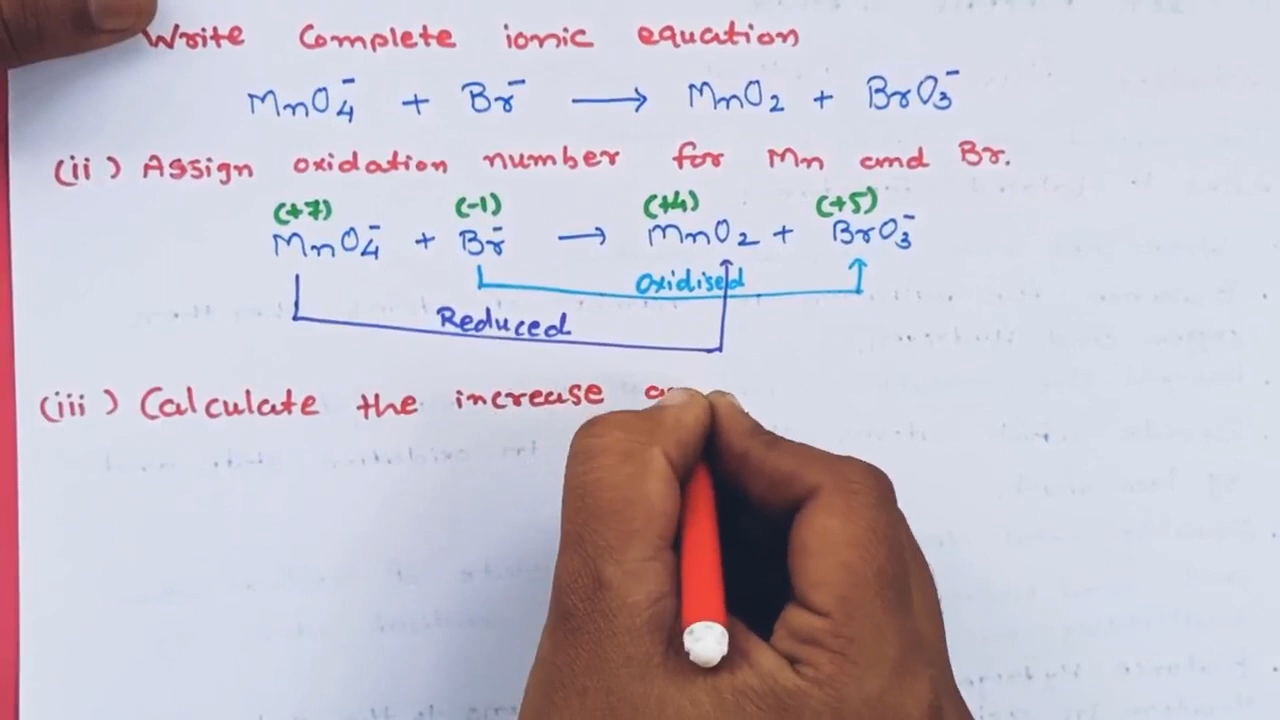 Write Complete ionic equation
MnO₄⁻ + Br⁻ → MnO₂ + BrO₃⁻
(ii) Assign oxidation number for Mn and Br.
(+7) (-1) (+4) (+5)
MnO₄⁻ + Br⁻ → MnO₂ + BrO₃⁻
Oxidised
Reduced
(iii) Calculate the increase